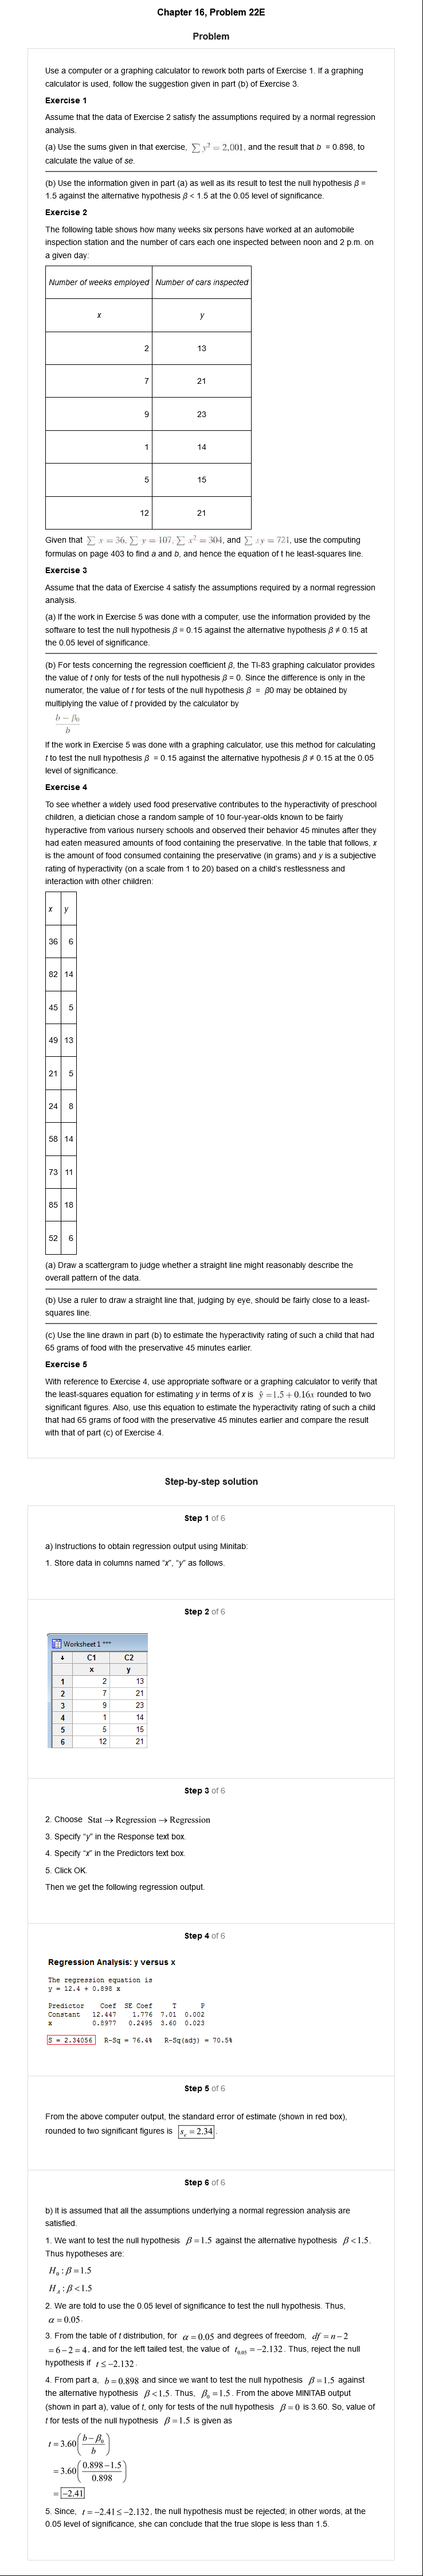 Chapter 16, Problem 22E
Problem
Use a computer or a graphing calculator to rework both parts of Exercise 1. If a graphing
calculator is used, follow the suggestion given in part (b) of Exercise 3.
Exercise 1
Assume that the data of Exercise 2 satisfy the assumptions required by a normal regression
analysis.
(a) Use the sums given in that exercise, ∑ y² = 2,001, and the result that b = 0.898, to
calculate the value of se.
(b) Use the information given in part (a) as well as its result to test the null hypothesis β =
1.5 against the alternative hypothesis β < 1.5 at the 0.05 level of significance.
Exercise 2
The following table shows how many weeks six persons have worked at an automobile
inspection station and the number of cars each one inspected between noon and 2 p.m. on
a given day:
Number of weeks employed Number of cars inspected
x y
2 13
7 21
9 23
1 14
5 15
12 21
Given that ∑ x = 36, ∑ y = 107, ∑ x² = 304, and ∑ xy = 721, use the computing
formulas on page 403 to find a and b, and hence the equation of t he least-squares line.
Exercise 3
Assume that the data of Exercise 4 satisfy the assumptions required by a normal regression
analysis.
(a) If the work in Exercise 5 was done with a computer, use the information provided by the
software to test the null hypothesis β = 0.15 against the alternative hypothesis β ≠ 0.15 at
the 0.05 level of significance.
(b) For tests concerning the regression coefficient β, the TI-83 graphing calculator provides
the value of t only for tests of the null hypothesis β = 0. Since the difference is only in the
numerator, the value of t for tests of the null hypothesis β = β0 may be obtained by
multiplying the value of t provided by the calculator by
b − β₀
b
If the work in Exercise 5 was done with a graphing calculator, use this method for calculating
t to test the null hypothesis β = 0.15 against the alternative hypothesis β ≠ 0.15 at the 0.05
level of significance.
Exercise 4
To see whether a widely used food preservative contributes to the hyperactivity of preschool
children, a dietician chose a random sample of 10 four-year-olds known to be fairly
hyperactive from various nursery schools and observed their behavior 45 minutes after they
had eaten measured amounts of food containing the preservative. In the table that follows, x
is the amount of food consumed containing the preservative (in grams) and y is a subjective
rating of hyperactivity (on a scale from 1 to 20) based on a child's restlessness and
interaction with other children:
x y
36 6
82 14
45 5
49 13
21 5
24 8
58 14
73 11
85 18
52 6
(a) Draw a scattergram to judge whether a straight line might reasonably describe the
overall pattern of the data.
(b) Use a ruler to draw a straight line that, judging by eye, should be fairly close to a least-
squares line.
(c) Use the line drawn in part (b) to estimate the hyperactivity rating of such a child that had
65 grams of food with the preservative 45 minutes earlier.
Exercise 5
With reference to Exercise 4, use appropriate software or a graphing calculator to verify that
the least-squares equation for estimating y in terms of x is ŷ =1.5 + 0.16x rounded to two
significant figures. Also, use this equation to estimate the hyperactivity rating of such a child
that had 65 grams of food with the preservative 45 minutes earlier and compare the result
with that of part (c) of Exercise 4.
Step-by-step solution
Step 1 of 6
a) Instructions to obtain regression output using Minitab:
1. Store data in columns named "x", "y" as follows.
Step 2 of 6
Worksheet 1 ***
↓ C1 C2
x y
1 2 13
2 7 21
3 9 23
4 1 14
5 5 15
6 12 21
Step 3 of 6
2. Choose Stat → Regression → Regression
3. Specify "y" in the Response text box.
4. Specify "x" in the Predictors text box.
5. Click OK.
Then we get the following regression output.
Step 4 of 6
Regression Analysis: y versus x
The regression equation is
y = 12.4 + 0.898 x
Predictor Coef SE Coef T P
Constant 12.447 1.776 7.01 0.002
x 0.8977 0.2495 3.60 0.023
S = 2.34056 R-Sq = 76.4% R-Sq(adj) = 70.5%
Step 5 of 6
From the above computer output, the standard error of estimate (shown in red box),
rounded to two significant figures is sₑ = 2.34.
Step 6 of 6
b) It is assumed that all the assumptions underlying a normal regression analysis are
satisfied.
1. We want to test the null hypothesis β = 1.5 against the alternative hypothesis β < 1.5.
Thus hypotheses are:
H₀ : β = 1.5
H_A : β < 1.5
2. We are told to use the 0.05 level of significance to test the null hypothesis. Thus,
α = 0.05.
3. From the table of t distribution, for α = 0.05 and degrees of freedom, df = n − 2
= 6 − 2 = 4, and for the left tailed test, the value of t₀.₀₅ = −2.132. Thus, reject the null
hypothesis if t ≤ −2.132.
4. From part a, b = 0.898 and since we want to test the null hypothesis β = 1.5 against
the alternative hypothesis β < 1.5. Thus, β₀ = 1.5. From the above MINITAB output
(shown in part a), value of t, only for tests of the null hypothesis β = 0 is 3.60. So, value of
t for tests of the null hypothesis β = 1.5 is given as
t = 3.60 ((b − β₀)/b)
= 3.60 ((0.898 − 1.5)/0.898)
= −2.41
5. Since, t = −2.41 ≤ −2.132, the null hypothesis must be rejected; in other words, at the
0.05 level of significance, she can conclude that the true slope is less than 1.5.